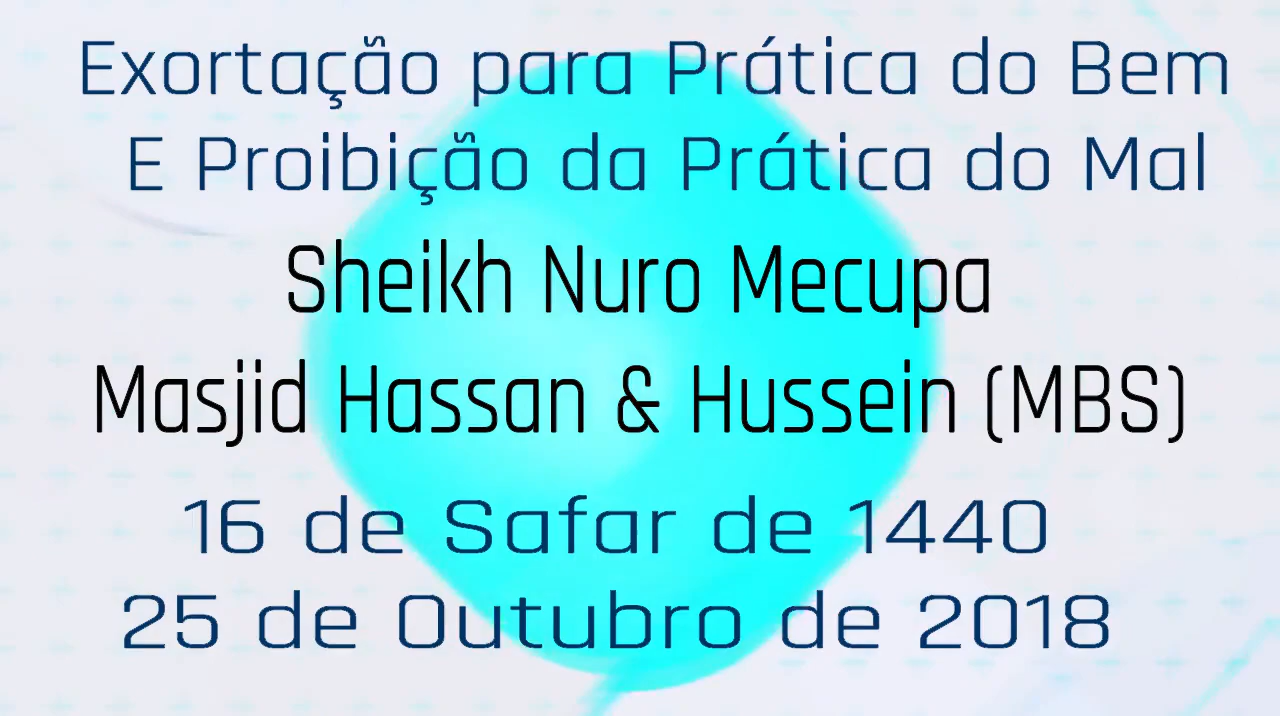 Exortação para Prática do Bem
E Proibição da Prática do Mal
Sheikh Nuro Mecupa
Masjid Hassan & Hussein (MBS)
16 de Safar de 1440
25 de Outubro de 2018